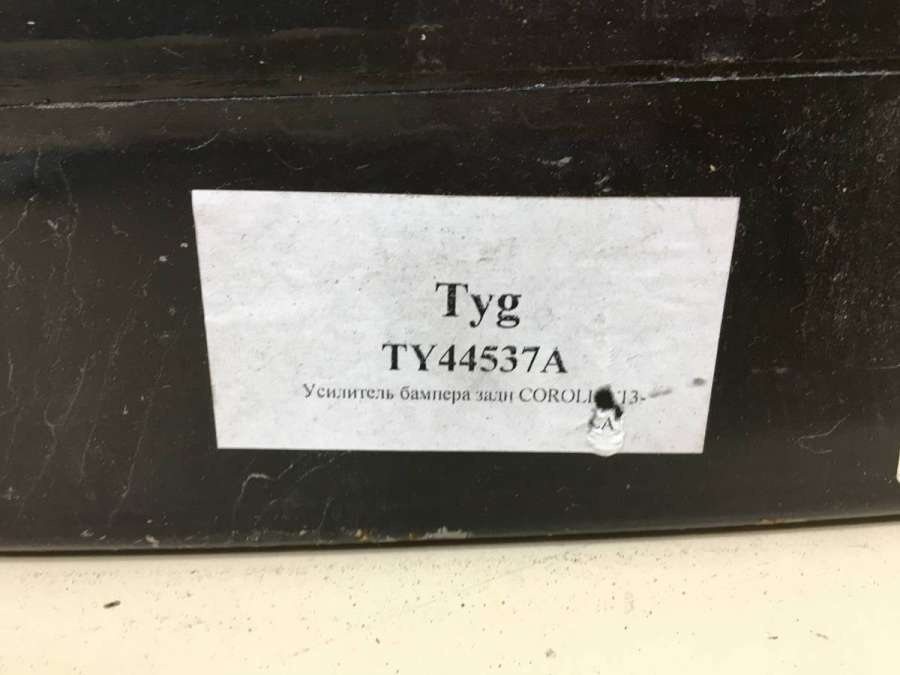 Tyg
TY44537A
Усилитель бампера задн